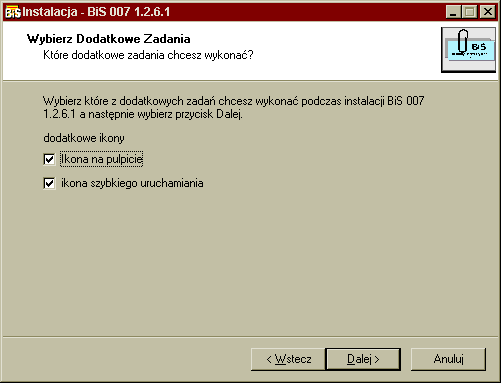 BiS Instalacja - BiS 007 1.2.6.1
Wybierz Dodatkowe Zadania
Które dodatkowe zadania chcesz wykonać?
BiS
Wybierz które z dodatkowych zadań chcesz wykonać podczas instalacji BiS 007
1.2.6.1 a następnie wybierz przycisk Dalej.
dodatkowe ikony
Ikona na pulpicie
ikona szybkiego uruchamiania
< Wstecz
Dalej >
Anuluj